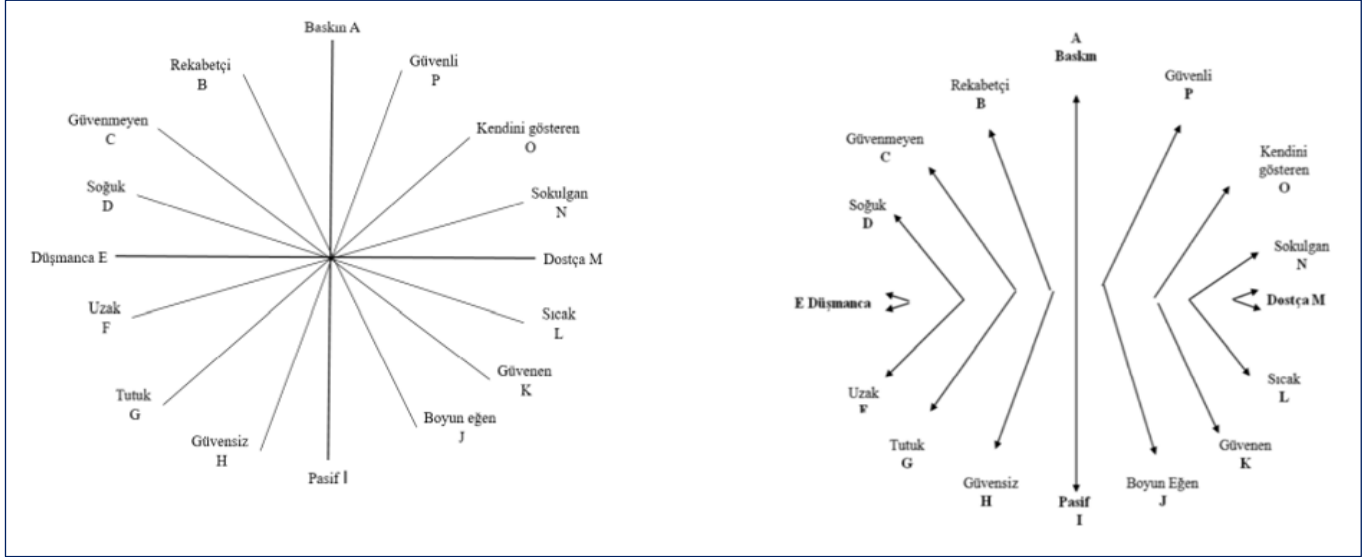 Baskın A
Güvenli
P
Rekabetçi
B
Kendini gösteren
O
Güvenmeyen
C
Sokulgan
N
Soğuk
D
Düşmanca E
Dostça M
Uzak
F
Sıcak
L
Güvenen
K
Tutuk
G
Boyun eğen
J
Güvensiz
H
Pasif I
A
Baskın
Güvenli
P
Rekabetçi
B
Kendini
gösteren
O
Güvenmeyen
C
Soğuk
D
Sokulgan
N
E Düşmanca
Dostça M
Uzak
F
Sıcak
L
Tutuk
G
Güvenen
K
Güvensiz
H
Boyun Eğen
J
Pasif
I